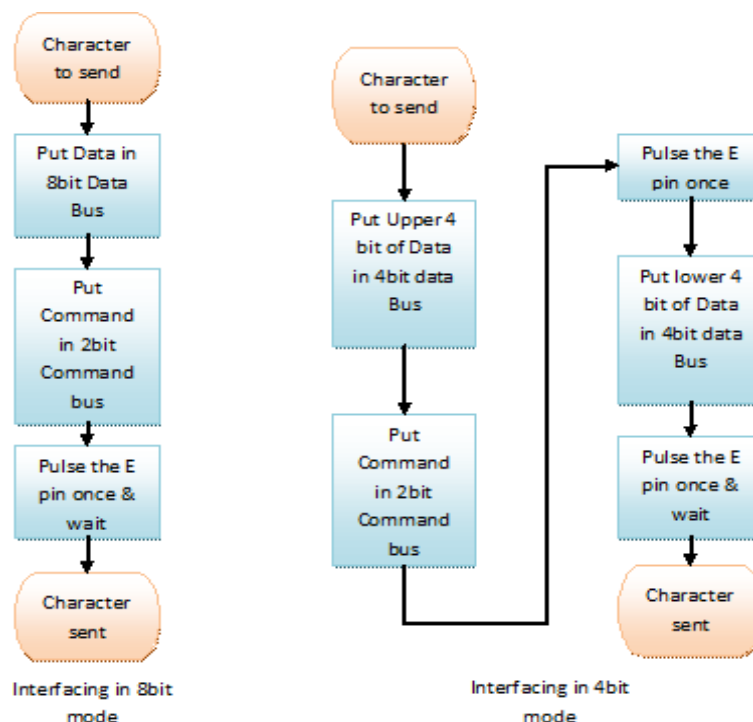 Character
to send
Put Data in
8bit Data
Bus
Put
Command
in 2bit
Command
bus
Pulse the E
pin once &
wait
Character
sent
Interfacing in 8bit
mode
Character
to send
Put Upper 4
bit of Data
in 4bit data
Bus
Put
Command
in 2bit
Command
bus
Pulse the E
pin once
Put lower 4
bit of Data
in 4bit data
Bus
Pulse the E
pin once &
wait
Character
sent
Interfacing in 4bit
mode